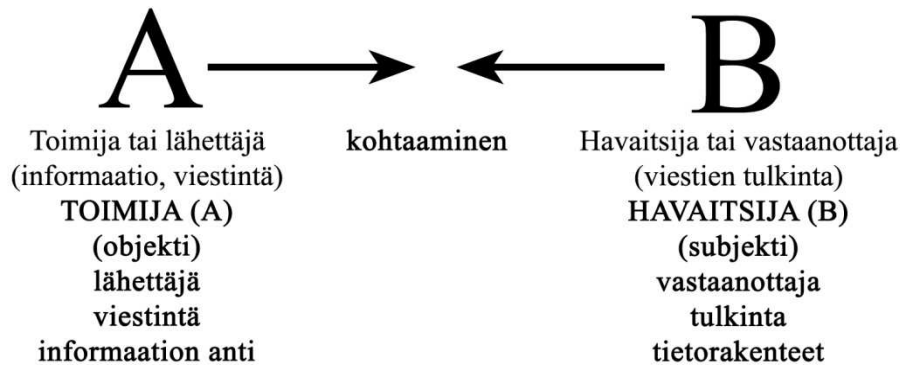 A B
Toimija tai lähettäjä kohtaaminen Havaitsija tai vastaanottaja
(informaatio, viestintä) (viestien tulkinta)
TOIMIJA (A) HAVAITSIJA (B)
(objekti) (subjekti)
lähettäjä vastaanottaja
viestintä tulkinta
informaation anti tietorakenteet